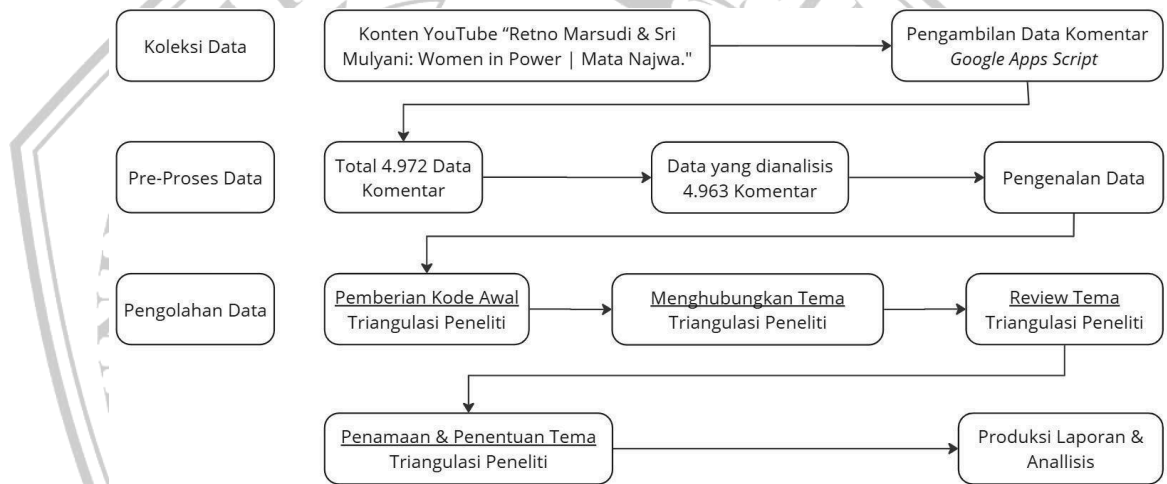 Koleksi Data
Konten YouTube “Retno Marsudi & Sri
Mulyani: Women in Power | Mata Najwa."
Pengambilan Data Komentar
Google Apps Script
Pre-Proses Data
Total 4.972 Data
Komentar
Data yang dianalisis
4.963 Komentar
Pengenalan Data
Pengolahan Data
Pemberian Kode Awal
Triangulasi Peneliti
Menghubungkan Tema
Triangulasi Peneliti
Review Tema
Triangulasi Peneliti
Penamaan & Penentuan Tema
Triangulasi Peneliti
Produksi Laporan &
Anallisis